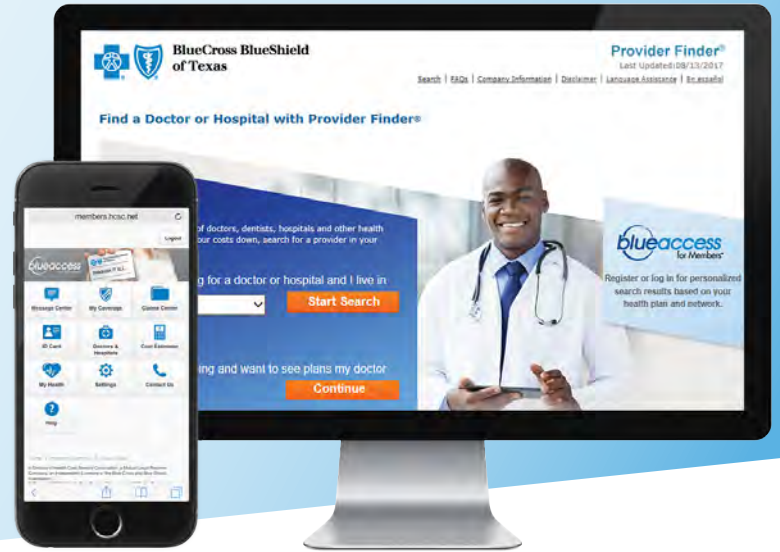 BlueCross BlueShield
of Texas
Provider Finder®
Last Updated:08/13/2017
Search | FAQs | Company Information | Disclaimer | Language Assistance | En español
Find a Doctor or Hospital with Provider Finder®
of doctors, dentists, hospitals and other health
our costs down, search for a provider in your
g for a doctor or hospital and I live in
Start Search
ing and want to see plans my doctor
Continue
blueaccess
for Members
Register or log in for personalized
search results based on your
health plan and network.
members.hcsc.net
Logout
blueaccess
Message Center
My Coverage
Claims Center
ID Card
Doctors &
Hospitals
Cost Estimator
My Health
Settings
Contact Us
Help